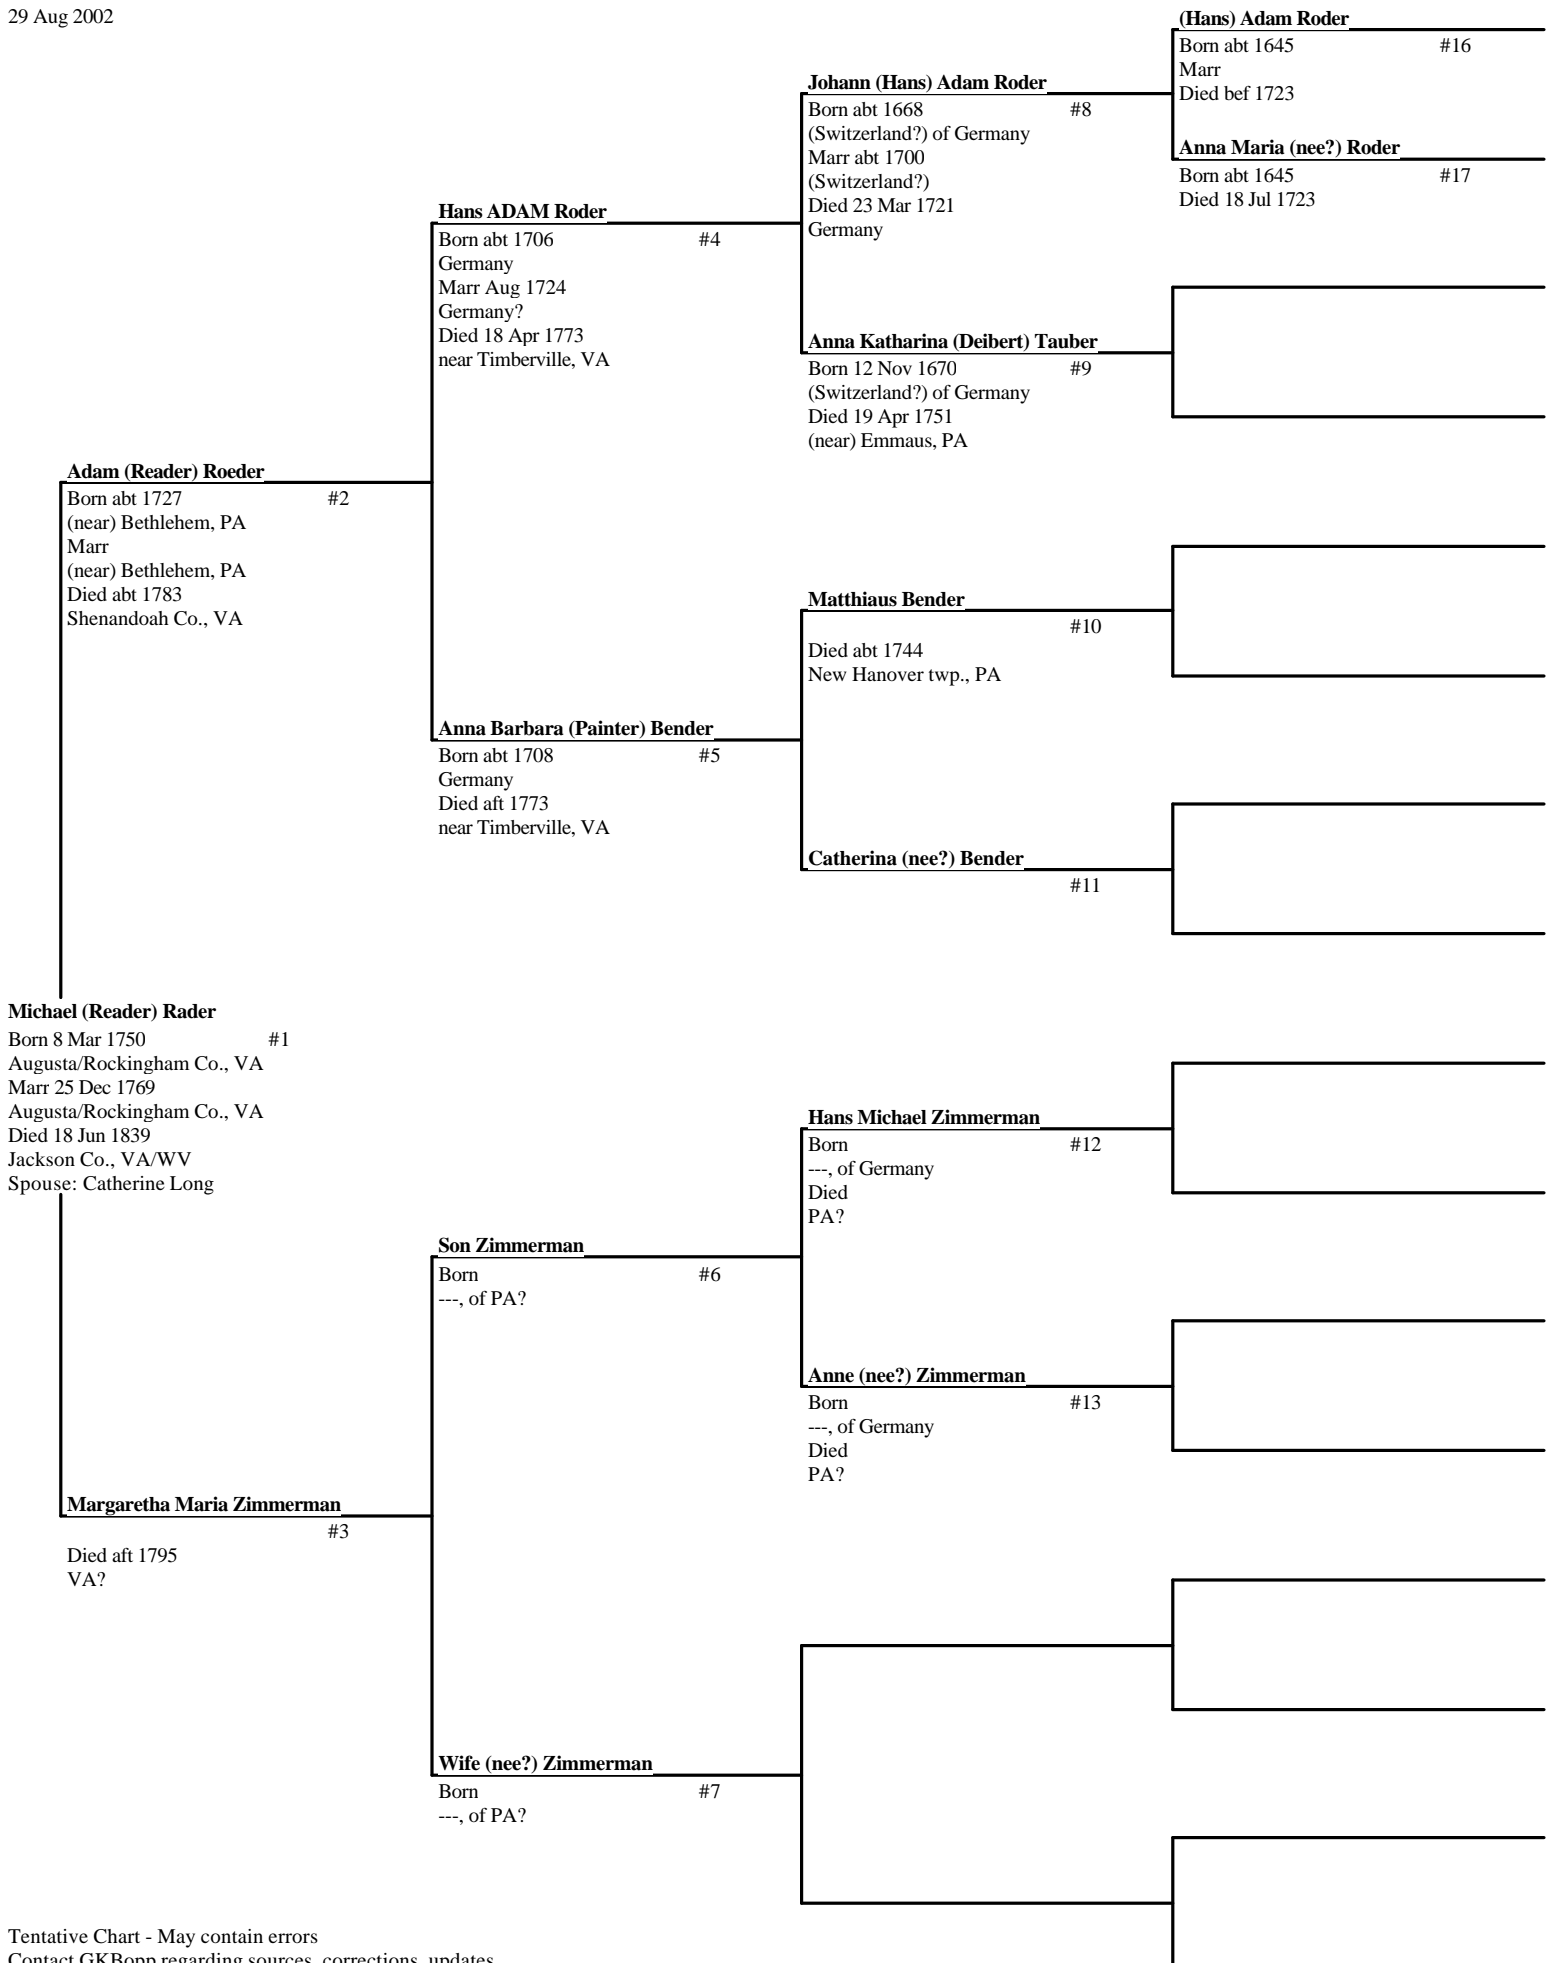 29 Aug 2002
(Hans) Adam Roder
Born abt 1645 #16
Marr
Died bef 1723
Johann (Hans) Adam Roder
Born abt 1668 #8
(Switzerland?) of Germany
Marr abt 1700
(Switzerland?)
Died 23 Mar 1721
Germany
Anna Maria (nee?) Roder
Born abt 1645 #17
Died 18 Jul 1723
Hans ADAM Roder
Born abt 1706 #4
Germany
Marr Aug 1724
Germany?
Died 18 Apr 1773
near Timberville, VA
Anna Katharina (Deibert) Tauber
Born 12 Nov 1670 #9
(Switzerland?) of Germany
Died 19 Apr 1751
(near) Emmaus, PA
Adam (Reader) Roeder
Born abt 1727 #2
(near) Bethlehem, PA
Marr
(near) Bethlehem, PA
Died abt 1783
Shenandoah Co., VA
Matthiaus Bender
#10
Died abt 1744
New Hanover twp., PA
Anna Barbara (Painter) Bender
Born abt 1708 #5
Germany
Died aft 1773
near Timberville, VA
Catherina (nee?) Bender
#11
Michael (Reader) Rader
Born 8 Mar 1750 #1
Augusta/Rockingham Co., VA
Marr 25 Dec 1769
Augusta/Rockingham Co., VA
Died 18 Jun 1839
Jackson Co., VA/WV
Spouse: Catherine Long
Hans Michael Zimmerman
Born #12
---, of Germany
Died
PA?
Son Zimmerman
Born #6
---, of PA?
Anne (nee?) Zimmerman
Born #13
---, of Germany
Died
PA?
Margaretha Maria Zimmerman
#3
Died aft 1795
VA?
Wife (nee?) Zimmerman
Born #7
---, of PA?
Tentative Chart - May contain errors
Contact GKBopp regarding sources, corrections, updates